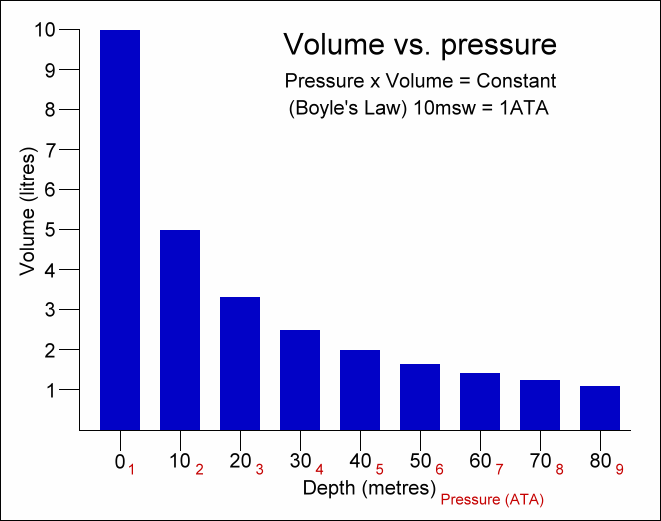 Volume vs. pressure
Pressure x Volume = Constant
(Boyle's Law) 10msw = 1ATA
Volume (litres)
10
9
8
7
6
5
4
3
2
1
0 1 10 2 20 3 30 4 40 5 50 6 60 7 70 8 80 9
Depth (metres) Pressure (ATA)